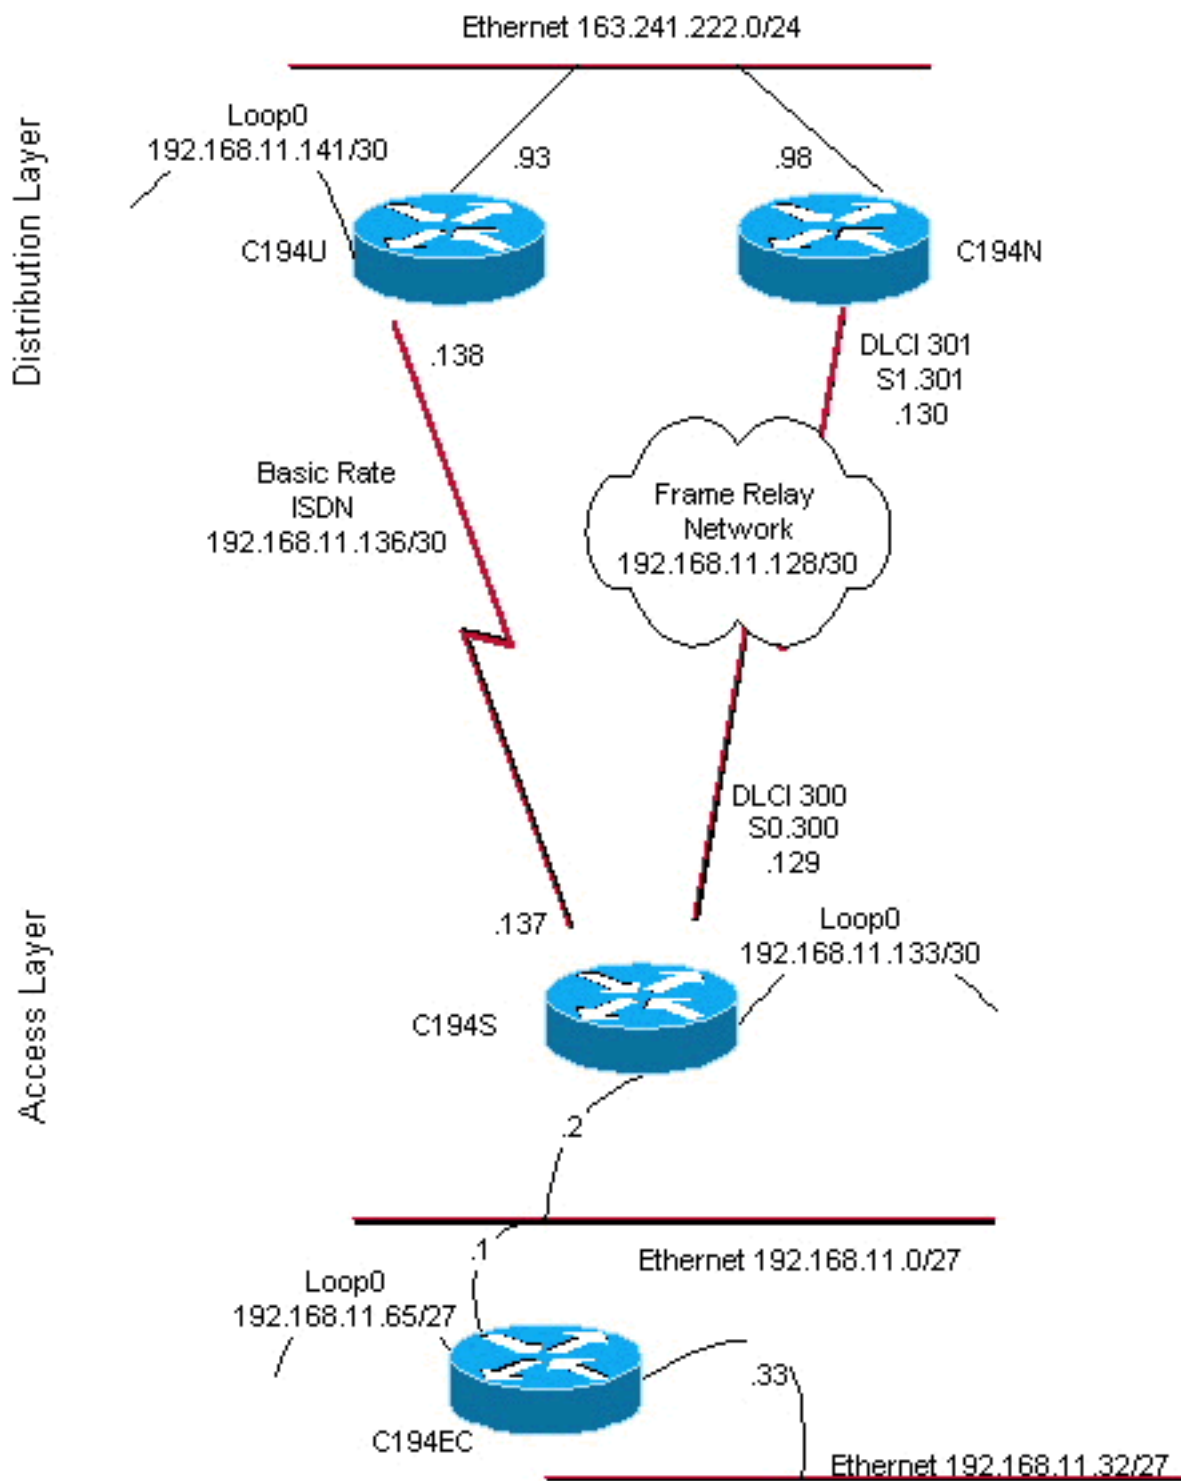 Ethernet 163.241.222.0/24
Distribution Layer
Loop0
192.168.11.141/30
.93
.98
C194U
C194N
.138
DLCI 301
S1.301
.130
Basic Rate
ISDN
192.168.11.136/30
Frame Relay
Network
192.168.11.128/30
DLCI 300
S0.300
.129
Access Layer
.137
Loop0
192.168.11.133/30
C194S
.2
.1
Ethernet 192.168.11.0/27
Loop0
192.168.11.65/27
.33
C194EC
Ethernet 192.168.11.32/27